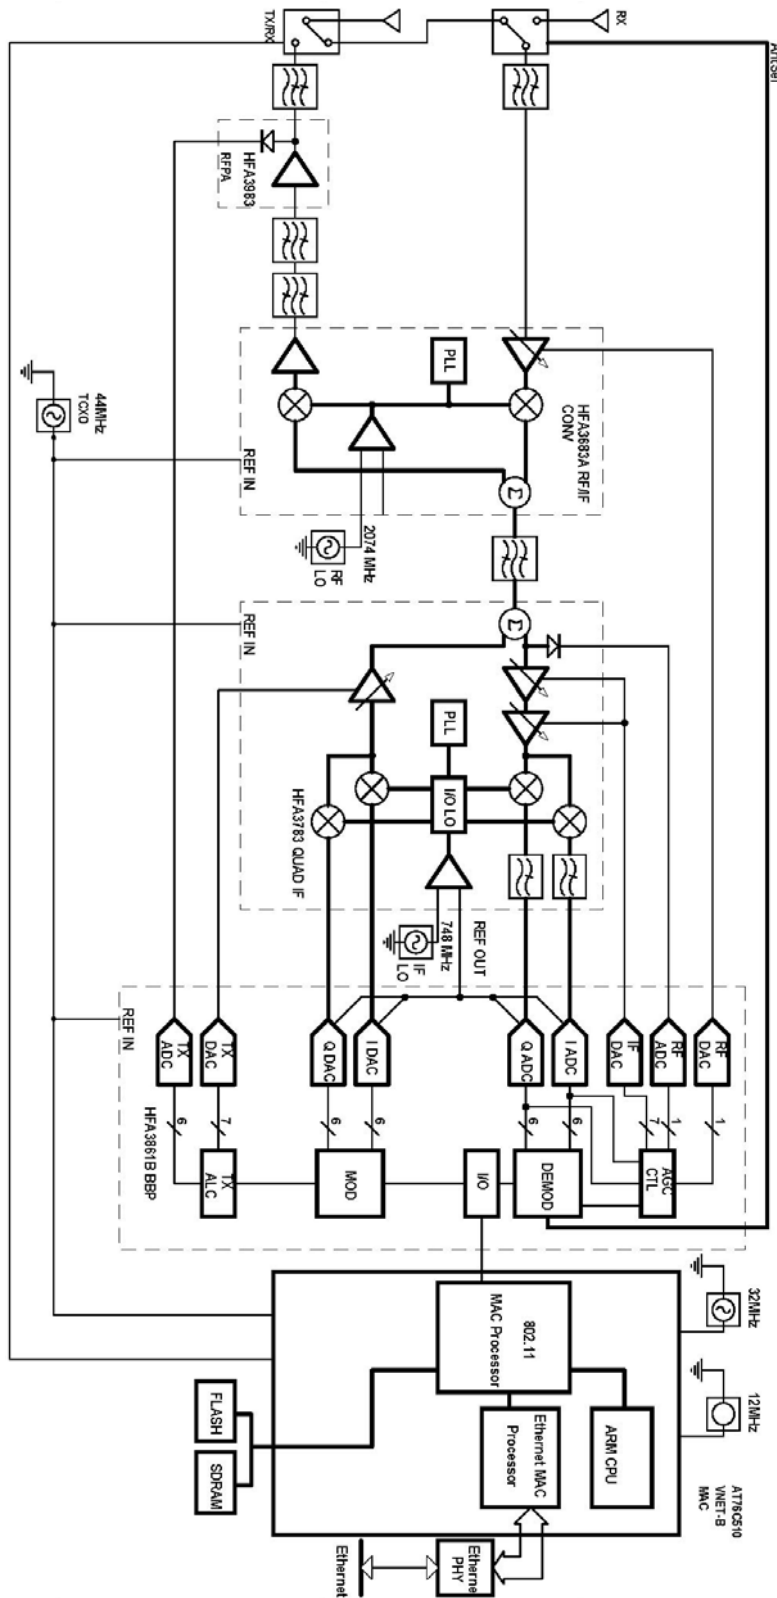 TX/RX
RX
AntSel
HFA3983
RFPA
PLL
HFA3683A RF/IF
CONV
44MHz
TCXO
REF IN
2074 MHz
RF
LO
REF IN
PLL
I/O LO
HFA3783 QUAD IF
REF OUT
748 MHz
IF
LO
REF IN
TX
ADC
TX
DAC
Q DAC
I DAC
Q ADC
I ADC
IF
DAC
RF
ADC
RF
DAC
6
7
6
6
6
6
7
1
1
HFA3861B BBP
TX
ALC
MOD
I/O
DEMOD
AGC
CTL
32MHz
12MHz
802.11
MAC Processor
Ethernet MAC
Processor
ARM CPU
FLASH
SDRAM
AT76C510
VNET-B
MAC
Ethernet
PHY
Ethernet